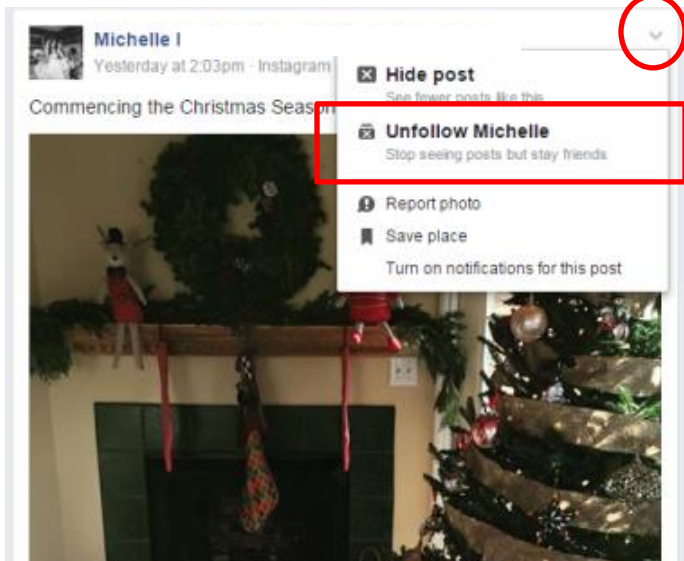 Michelle I
Yesterday at 2:03pm · Instagram
Commencing the Christmas Season
Hide post
See fewer posts like this
Unfollow Michelle
Stop seeing posts but stay friends
Report photo
Save place
Turn on notifications for this post